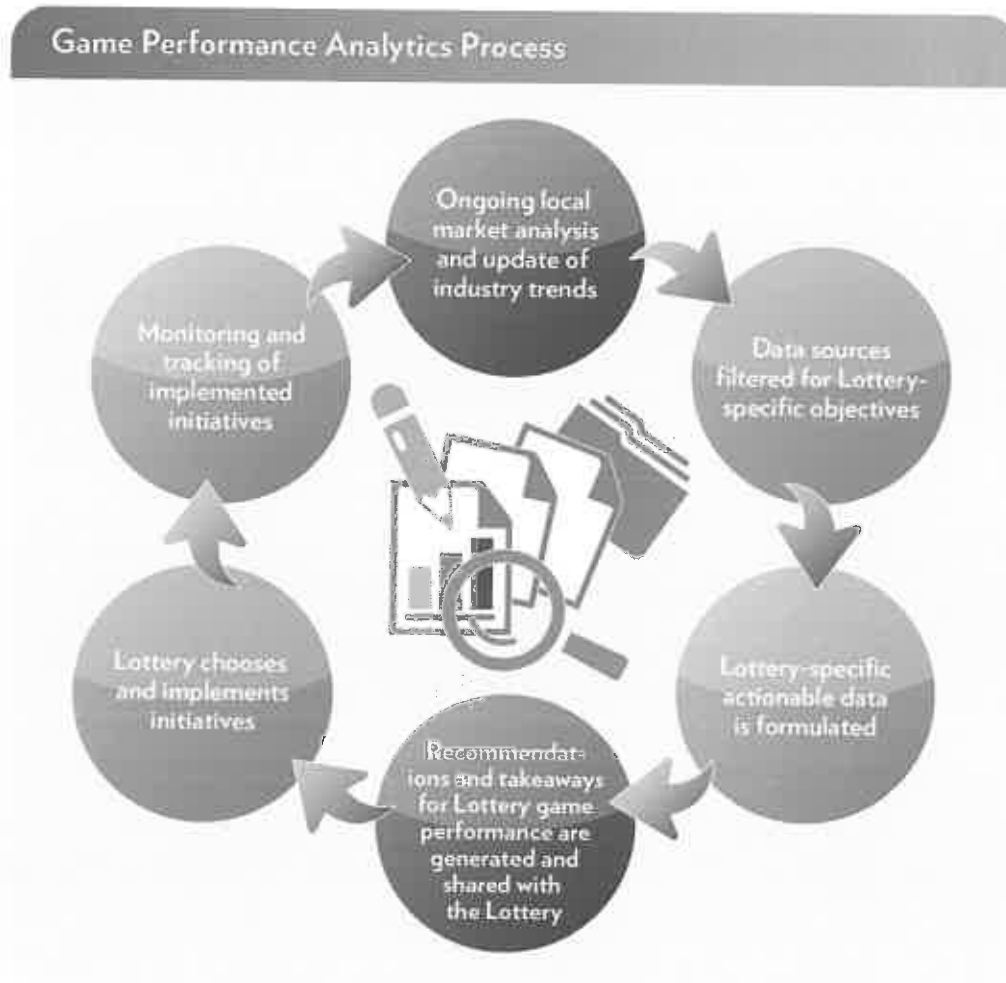 Game Performance Analytics Process
Ongoing local
market analysis
and update of
industry trends
Data sources
filtered for Lottery-
specific objectives
Lottery-specific
actionable data
is formulated
Recommendat-
ions and takeaways
for Lottery game
performance are
generated and
shared with
the Lottery
Lottery chooses
and implements
initiatives
Monitoring and
tracking of
implemented
initiatives